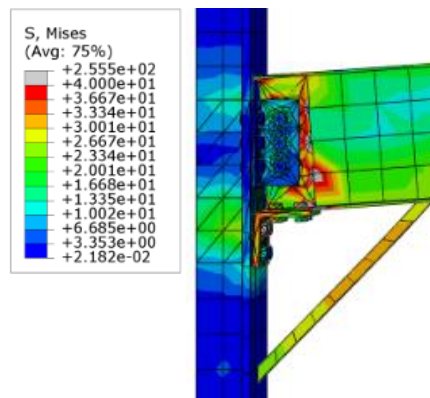 S, Mises
(Avg: 75%)
+2.555e+02
+4.000e+01
+3.667e+01
+3.334e+01
+3.001e+01
+2.667e+01
+2.334e+01
+2.001e+01
+1.668e+01
+1.335e+01
+1.002e+01
+6.685e+00
+3.353e+00
+2.182e-02